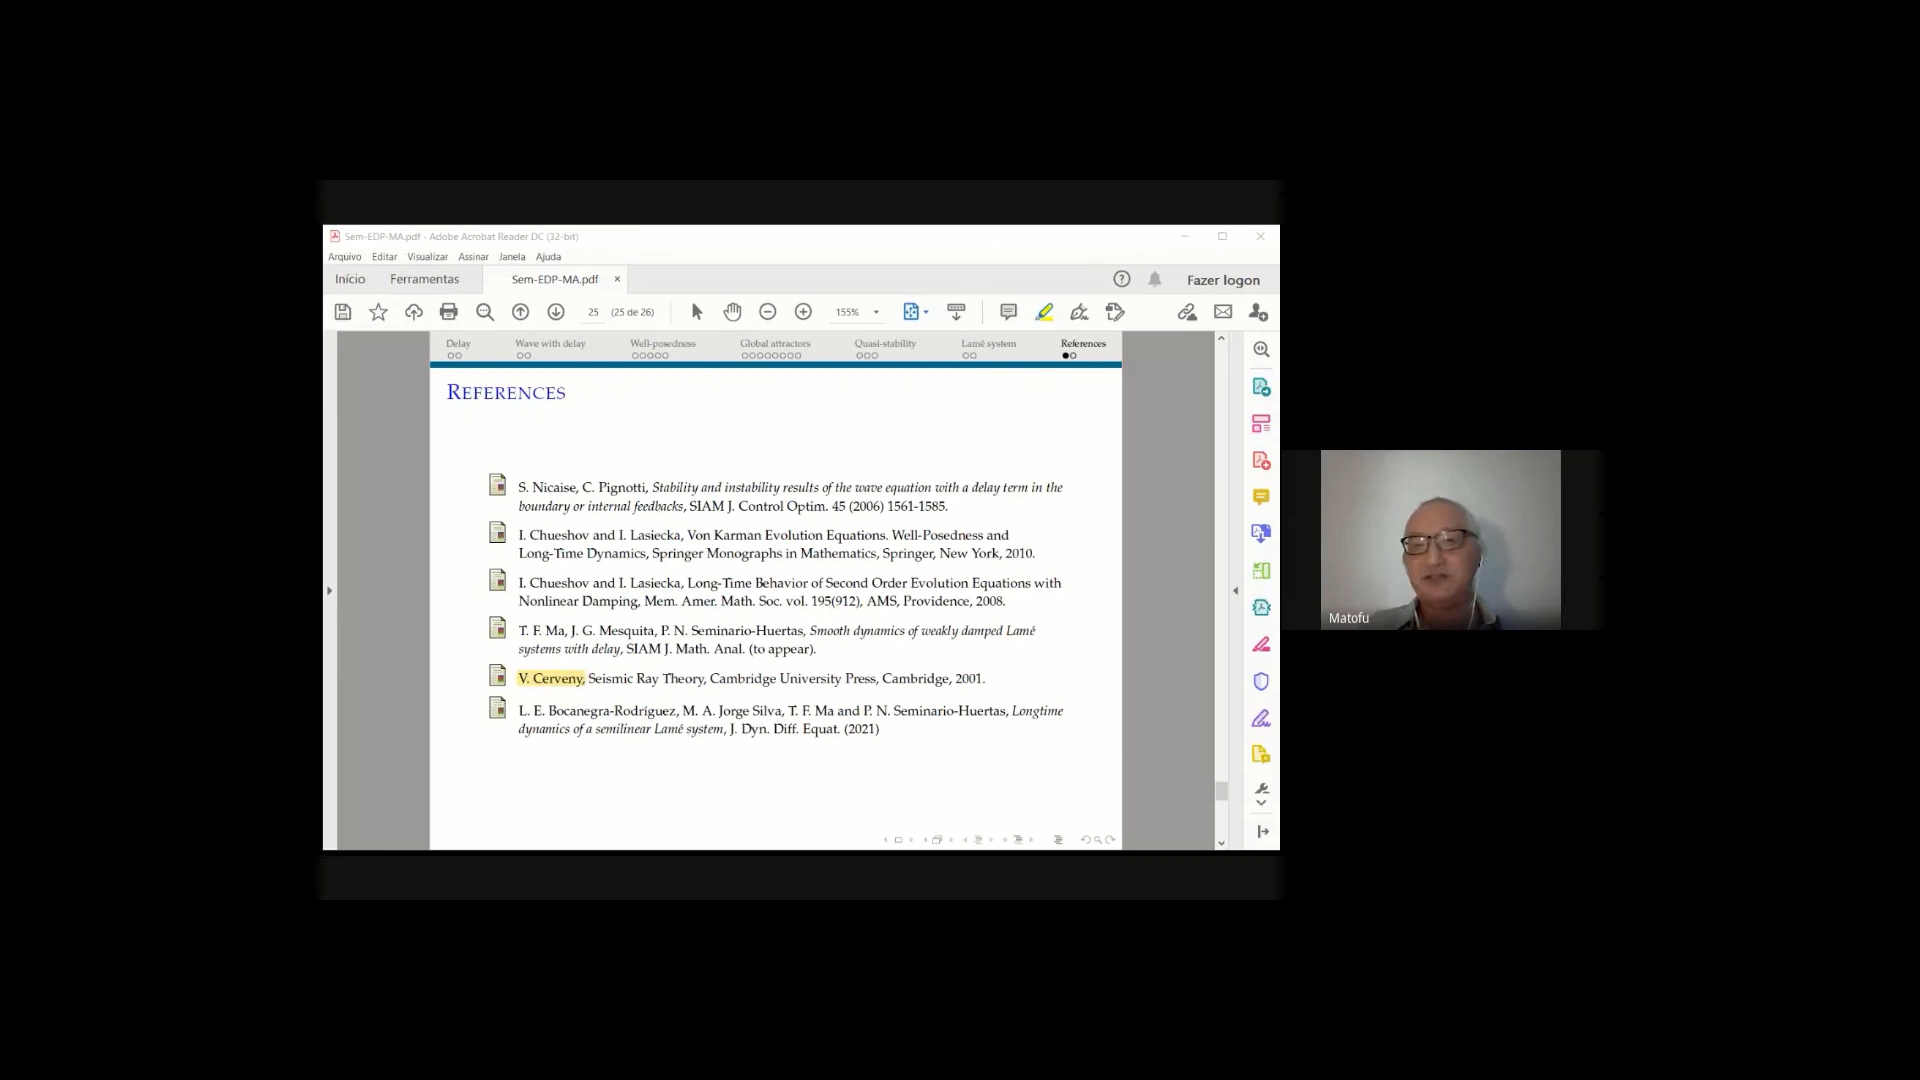 Sem-EDP-MA.pdf - Adobe Acrobat Reader DC (32-bit)
Arquivo Editar Visualizar Assinar Janela Ajuda
Início Ferramentas Sem-EDP-MA.pdf × Fazer logon
25 (25 de 26) 155%
Delay Wave with delay Well-posedness Global attractors Quasi-stability Lamé system References
REFERENCES
S. Nicaise, C. Pignotti, Stability and instability results of the wave equation with a delay term in the
boundary or internal feedbacks, SIAM J. Control Optim. 45 (2006) 1561-1585.
I. Chueshov and I. Lasiecka, Von Karman Evolution Equations. Well-Posedness and
Long-Time Dynamics, Springer Monographs in Mathematics, Springer, New York, 2010.
I. Chueshov and I. Lasiecka, Long-Time Behavior of Second Order Evolution Equations with
Nonlinear Damping, Mem. Amer. Math. Soc. vol. 195(912), AMS, Providence, 2008.
T. F. Ma, J. G. Mesquita, P. N. Seminario-Huertas, Smooth dynamics of weakly damped Lamé
systems with delay, SIAM J. Math. Anal. (to appear).
V. Cerveny, Seismic Ray Theory, Cambridge University Press, Cambridge, 2001.
L. E. Bocanegra-Rodríguez, M. A. Jorge Silva, T. F. Ma and P. N. Seminario-Huertas, Longtime
dynamics of a semilinear Lamé system, J. Dyn. Diff. Equat. (2021)
Matofu